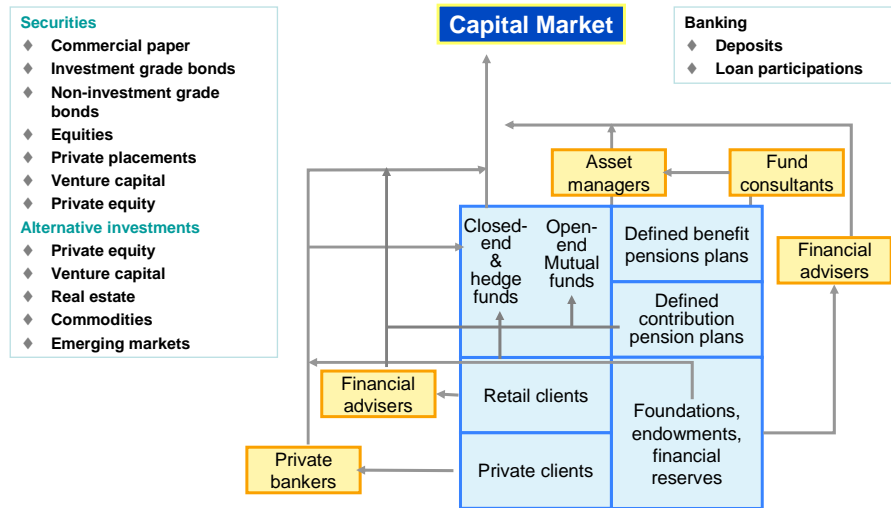 Securities
Commercial paper
Investment grade bonds
Non-investment grade
bonds
Equities
Private placements
Venture capital
Private equity
Alternative investments
Private equity
Venture capital
Real estate
Commodities
Emerging markets
Capital Market
Banking
Deposits
Loan participations
Asset
managers
Fund
consultants
Financial
advisers
Closed-
end
&
hedge
funds
Open-
end
Mutual
funds
Defined benefit
pensions plans
Defined
contribution
pension plans
Financial
advisers
Retail clients
Foundations,
endowments,
financial
reserves
Private
bankers
Private clients